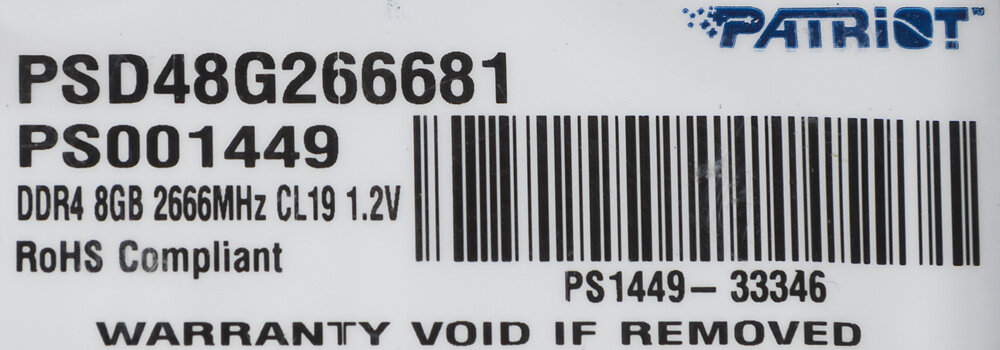 PATRiOT
PSD48G266681
PS001449
DDR4 8GB 2666MHz CL19 1.2V
RoHS Compliant
PS1449- 33346
WARRANTY VOID IF REMOVED